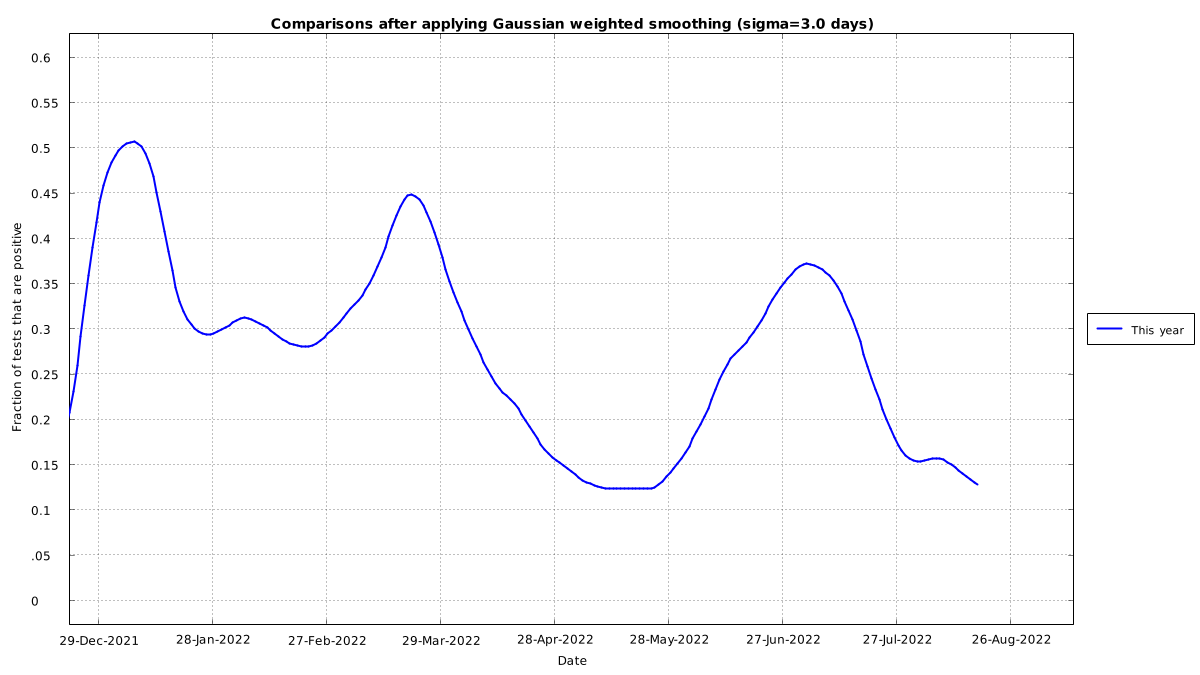 Comparisons after applying Gaussian weighted smoothing (sigma=3.0 days)
0.6
0.55
0.5
0.45
0.4
0.35
0.3
0.25
0.2
0.15
0.1
.05
0
Fraction of tests that are positive
29-Dec-2021
28-Jan-2022
27-Feb-2022
29-Mar-2022
28-Apr-2022
28-May-2022
27-Jun-2022
27-Jul-2022
26-Aug-2022
Date
This year